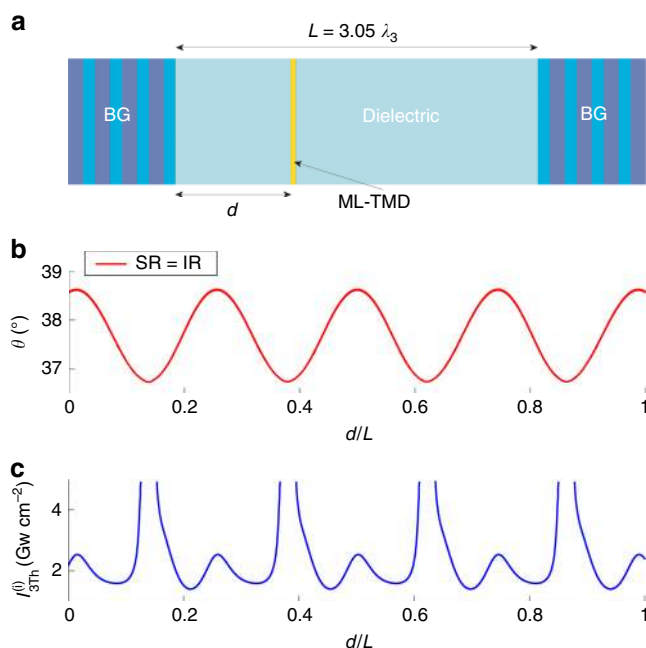 a
L = 3.05 λ₃
BG
Dielectric
BG
d
ML-TMD
b
SR = IR
39
38
37
θ (°)
0 0.2 0.4 0.6 0.8 1
d/L
c
4
2
I₃Th⁽ⁱ⁾ (Gw cm⁻²)
0 0.2 0.4 0.6 0.8 1
d/L